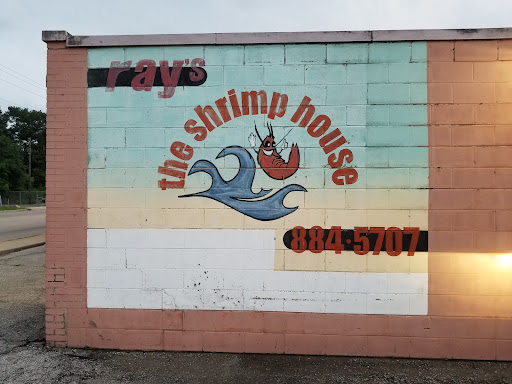 ray's
the shrimp house
884-5707